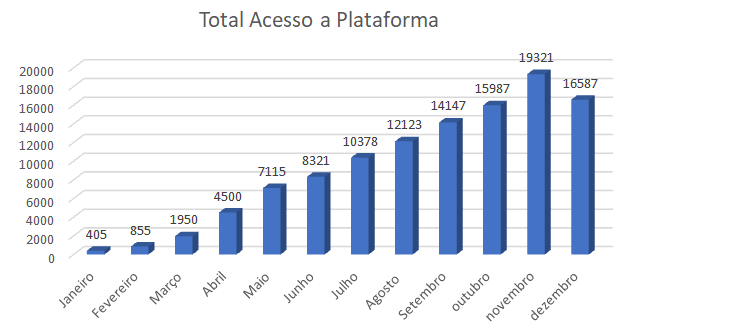 Total Acesso a Plataforma
20000
18000
16000
14000
12000
10000
8000
6000
4000
2000
0
405
855
1950
4500
7115
8321
10378
12123
14147
15987
19321
16587
Janeiro
Fevereiro
Março
Abril
Maio
Junho
Julho
Agosto
Setembro
outubro
novembro
dezembro